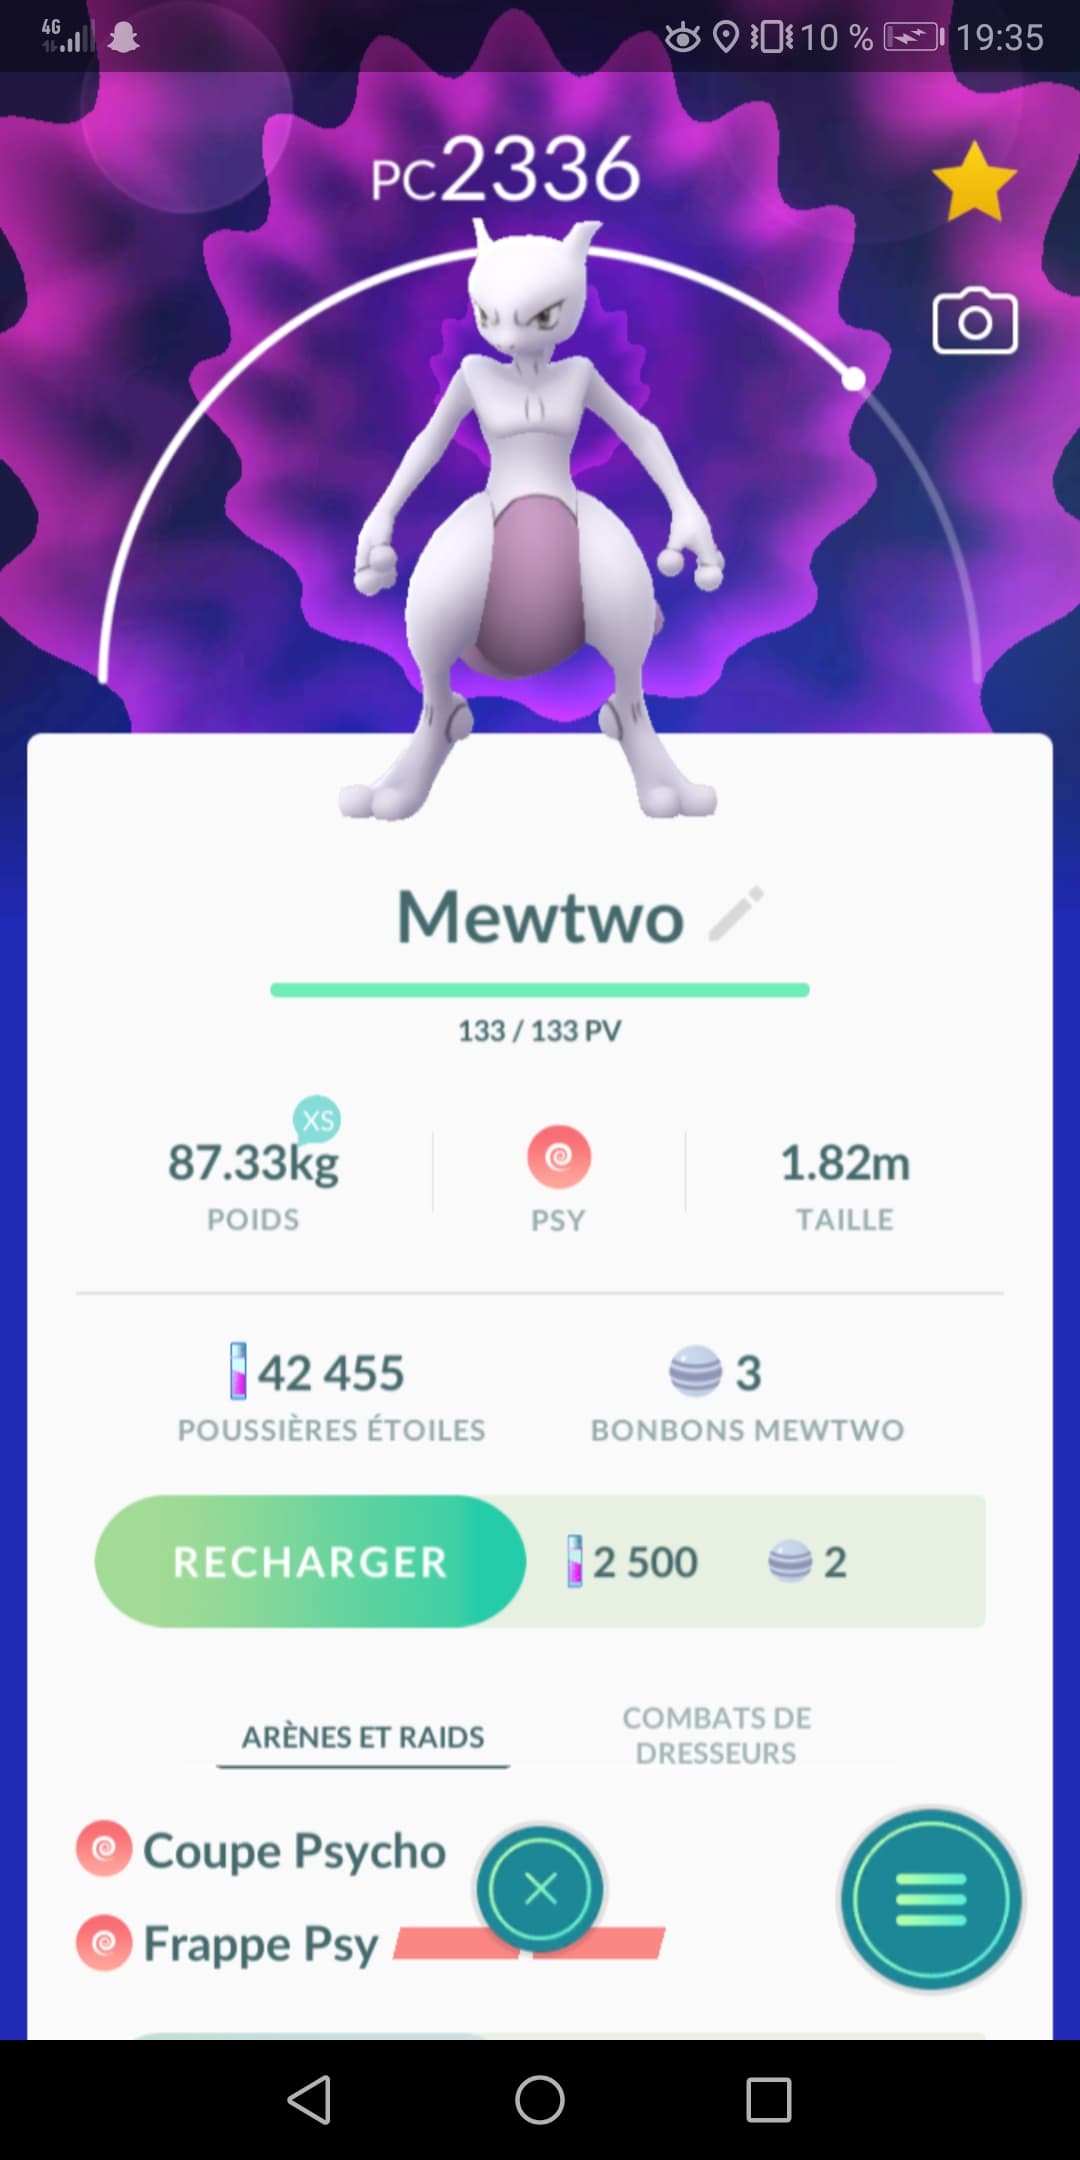 4G 10 % 19:35
PC2336
Mewtwo
133 / 133 PV
XS
87.33kg
POIDS
PSY
1.82m
TAILLE
42 455
POUSSIÈRES ÉTOILES
3
BONBONS MEWTWO
RECHARGER 2 500 2
ARÈNES ET RAIDS
COMBATS DE
DRESSEURS
Coupe Psycho
Frappe Psy